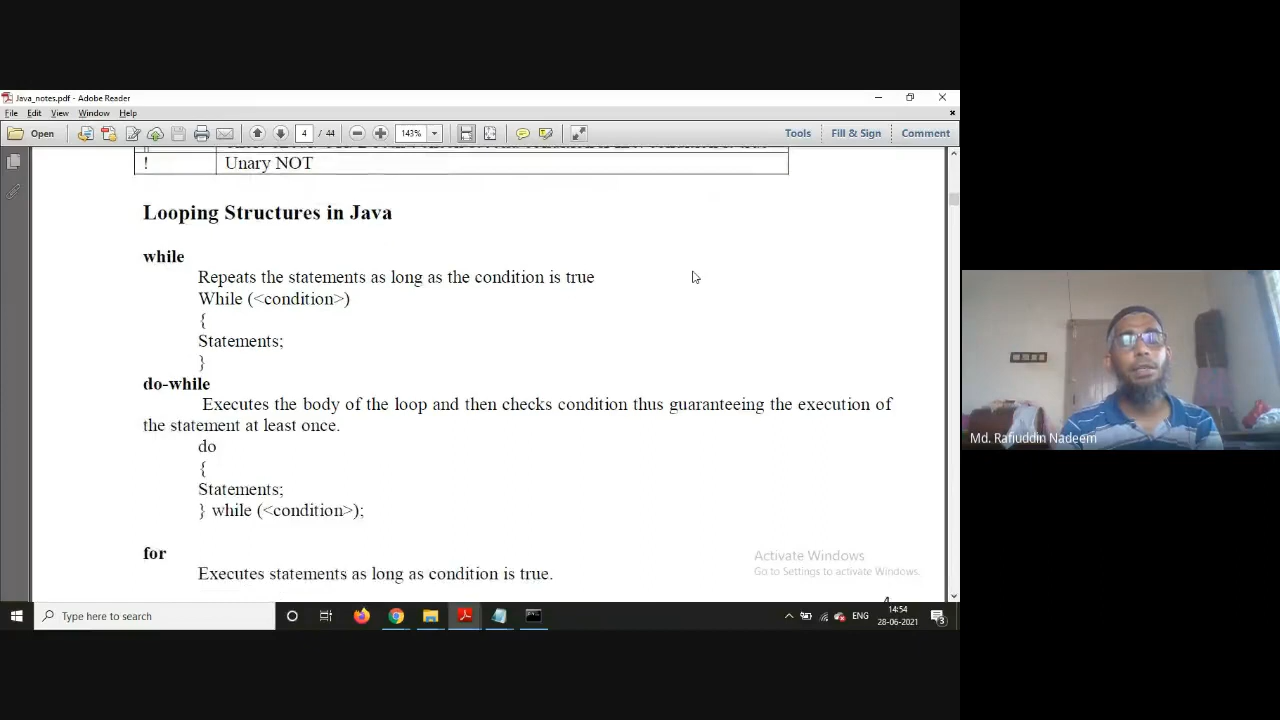 Java_notes.pdf - Adobe Reader
File Edit View Window Help
Open 4 / 44 143% Tools Fill & Sign Comment
! Unary NOT
Looping Structures in Java
while
Repeats the statements as long as the condition is true
While (<condition>)
{
Statements;
}
do-while
Executes the body of the loop and then checks condition thus guaranteeing the execution of
the statement at least once.
do
{
Statements;
} while (<condition>);
for
Executes statements as long as condition is true.
Activate Windows
Go to Settings to activate Windows.
Md. Rafiuddin Nadeem
Type here to search
ENG
14:54
28-06-2021
3